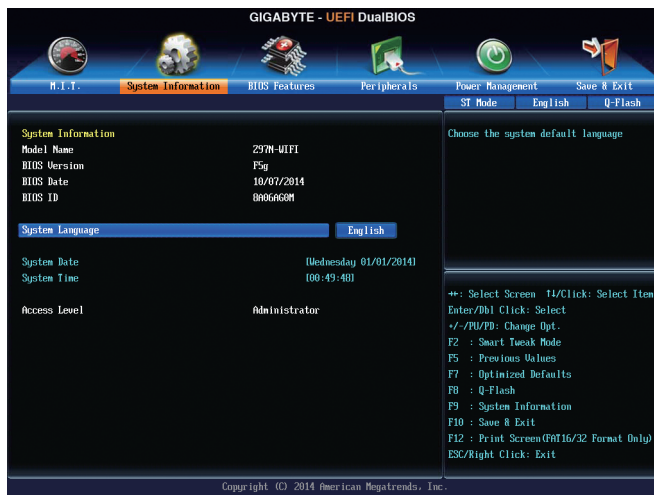 GIGABYTE - UEFI DualBIOS
M.I.T. System Information BIOS Features Peripherals Power Management Save & Exit
ST Mode English Q-Flash
System Information
Model Name Z97N-WIFI
BIOS Version F5g
BIOS Date 10/07/2014
BIOS ID 8A06AG0M
System Language English
System Date [Wednesday 01/01/2014]
System Time [00:49:48]
Access Level Administrator
Choose the system default language
→←: Select Screen ↑↓/Click: Select Item
Enter/Dbl Click: Select
+/-/PU/PD: Change Opt.
F2 : Smart Tweak Mode
F5 : Previous Values
F7 : Optimized Defaults
F8 : Q-Flash
F9 : System Information
F10 : Save & Exit
F12 : Print Screen(FAT16/32 Format Only)
ESC/Right Click: Exit
Copyright (C) 2014 American Megatrends, Inc.